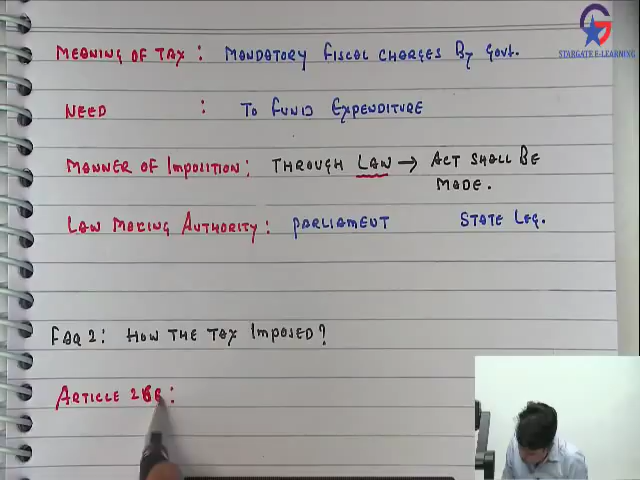 STARGATE E-LEARNING
MEANING OF TAX : MANDATORY FISCAL CHARGES BY GOVT.
NEED : TO FUND EXPENDITURE
MANNER OF IMPOSITION : THROUGH LAW → ACT SHALL BE
MADE.
LAW MAKING AUTHORITY : PARLIAMENT STATE LEG.
FAQ 2 : HOW THE TAX IMPOSED?
ARTICLE :